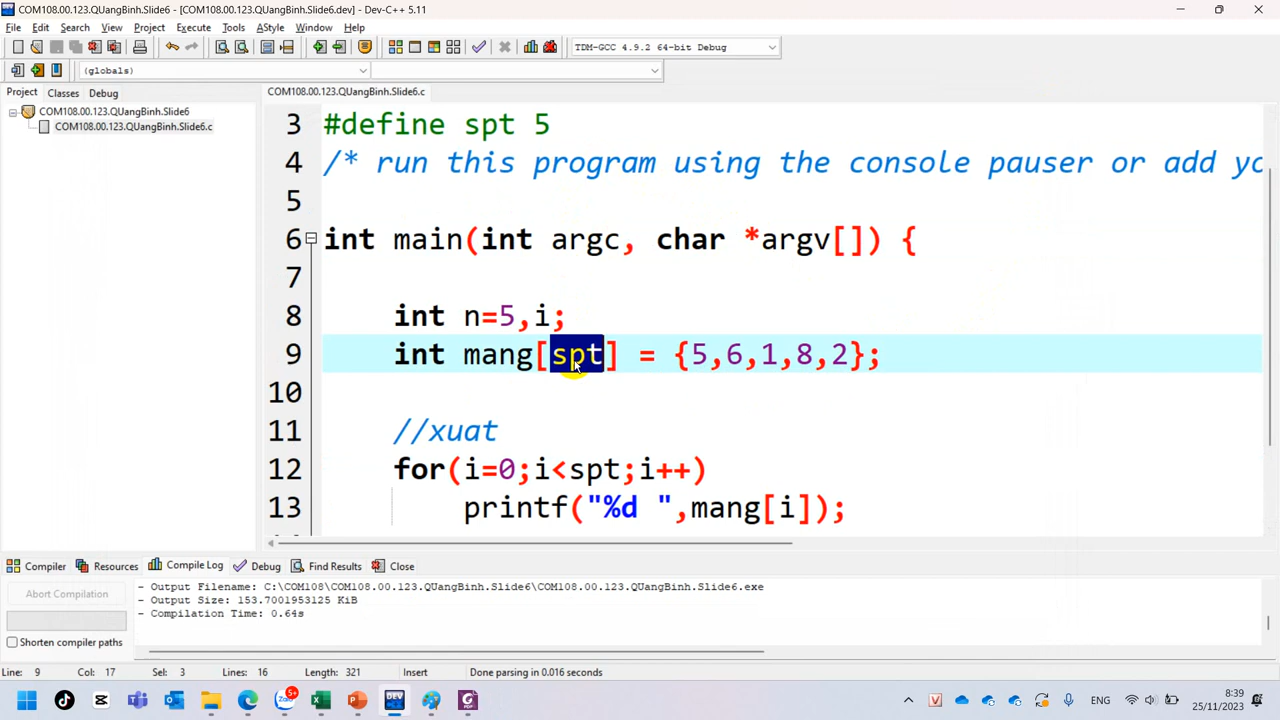 COM108.00.123.QUangBinh.Slide6 - [COM108.00.123.QUangBinh.Slide6.dev] - Dev-C++ 5.11
File Edit Search View Project Execute Tools AStyle Window Help
TDM-GCC 4.9.2 64-bit Debug
(globals)
Project Classes Debug
COM108.00.123.QUangBinh.Slide6
COM108.00.123.QUangBinh.Slide6.c
COM108.00.123.QUangBinh.Slide6.c
3 #define spt 5
4 /* run this program using the console pauser or add yo
5
6 int main(int argc, char *argv[]) {
7
8 int n=5,i;
9 int mang[spt] = {5,6,1,8,2};
10
11 //xuat
12 for(i=0;i<spt;i++)
13 printf("%d ",mang[i]);
Compiler Resources Compile Log Debug Find Results Close
Abort Compilation
Shorten compiler paths
- Output Filename: C:\COM108\COM108.00.123.QUangBinh.Slide6\COM108.00.123.QUangBinh.Slide6.exe
- Output Size: 153.7001953125 KiB
- Compilation Time: 0.64s
Line: 9 Col: 17 Sel: 3 Lines: 16 Length: 321 Insert Done parsing in 0.016 seconds
Zalo 5+ DEV V ENG 8:39
25/11/2023